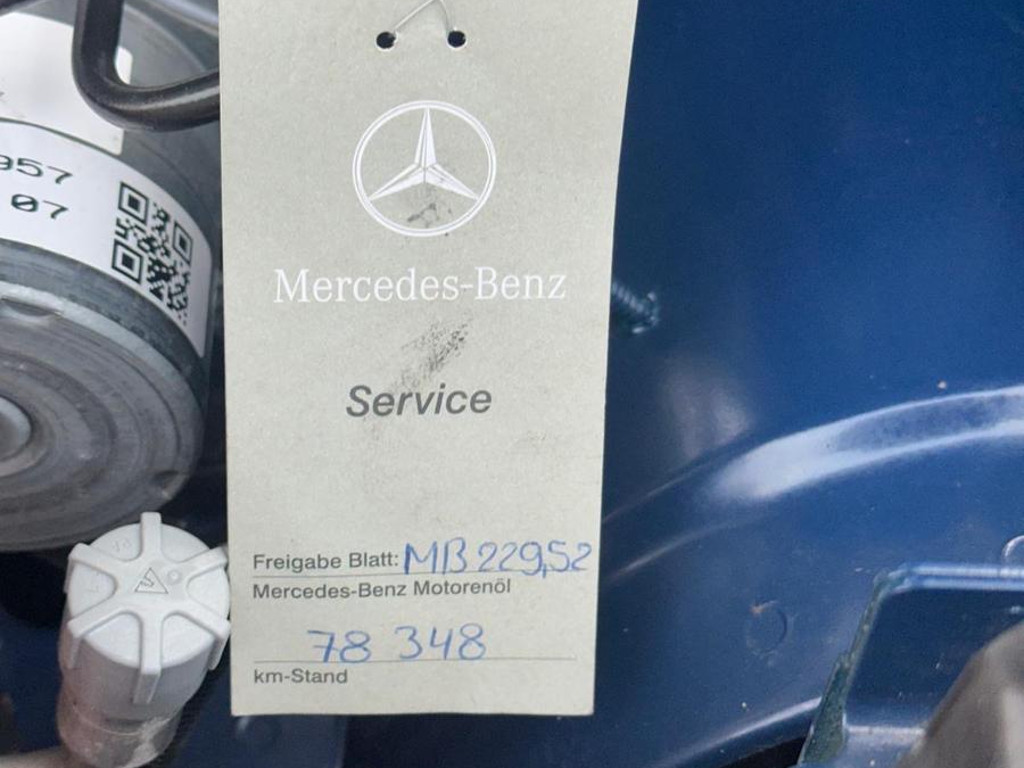 957
07
Mercedes-Benz
Service
Freigabe Blatt: MB 229,52
Mercedes-Benz Motorenöl
78 348
km-Stand